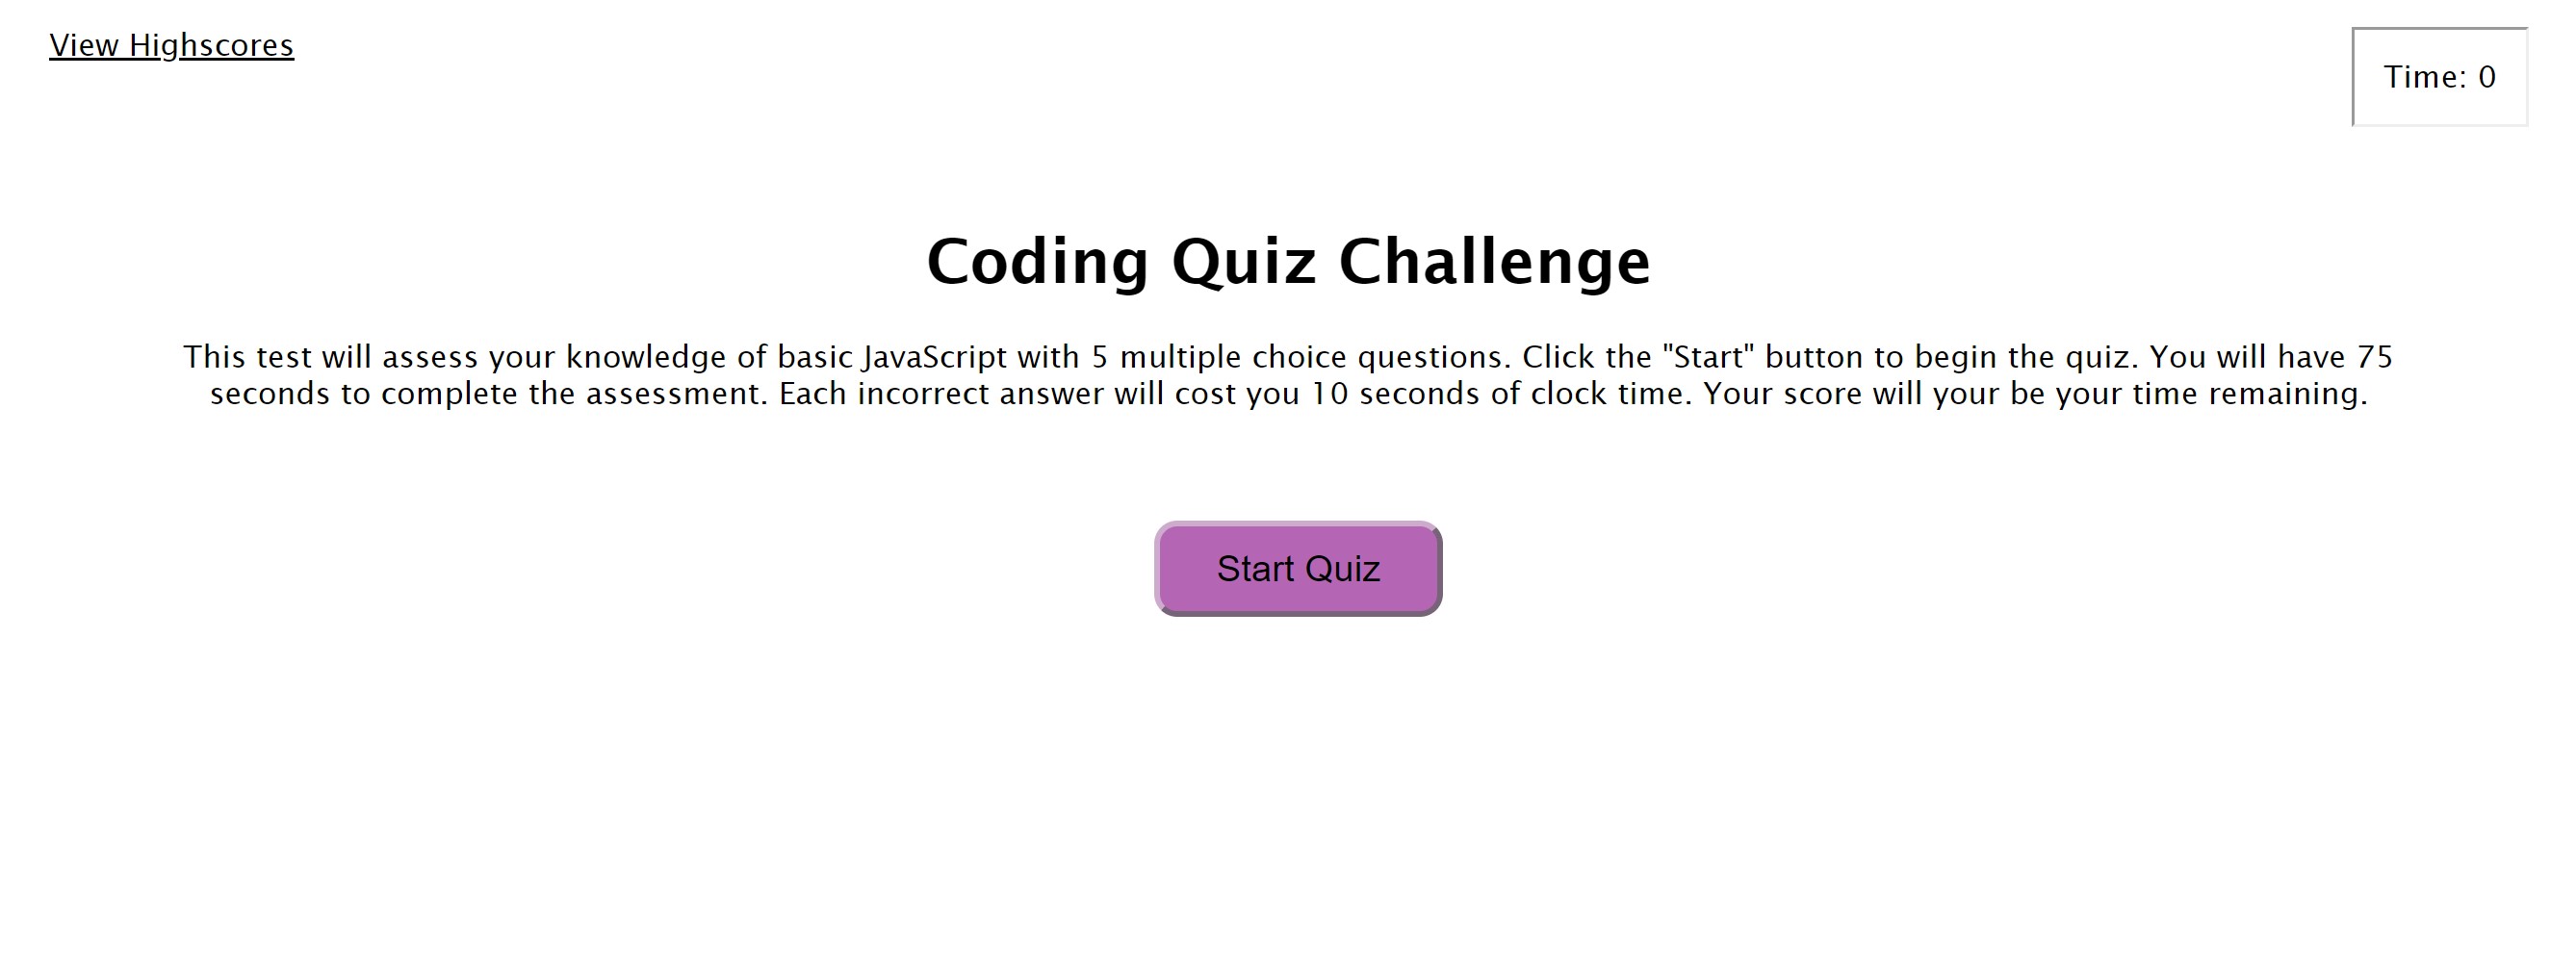 View Highscores
Time: 0
Coding Quiz Challenge
This test will assess your knowledge of basic JavaScript with 5 multiple choice questions. Click the "Start" button to begin the quiz. You will have 75
seconds to complete the assessment. Each incorrect answer will cost you 10 seconds of clock time. Your score will your be your time remaining.
Start Quiz